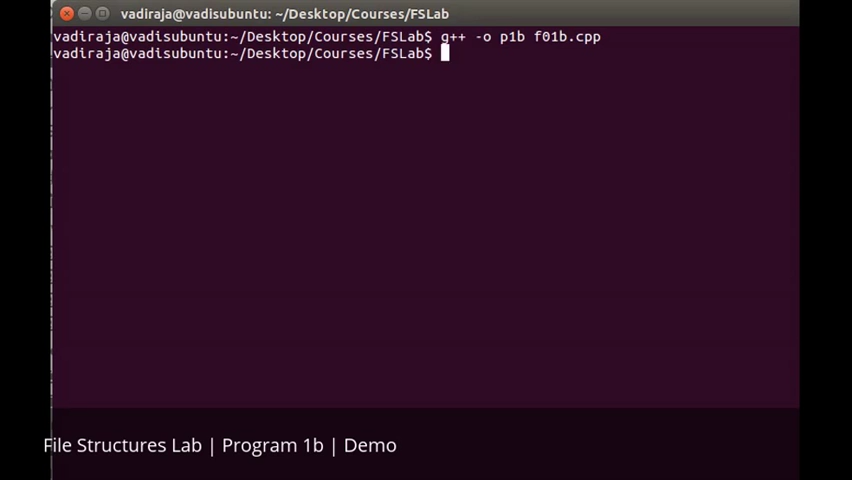 vadiraja@vadisubuntu: ~/Desktop/Courses/FSLab
vadiraja@vadisubuntu:~/Desktop/Courses/FSLab$ g++ -o p1b f01b.cpp
vadiraja@vadisubuntu:~/Desktop/Courses/FSLab$
File Structures Lab | Program 1b | Demo